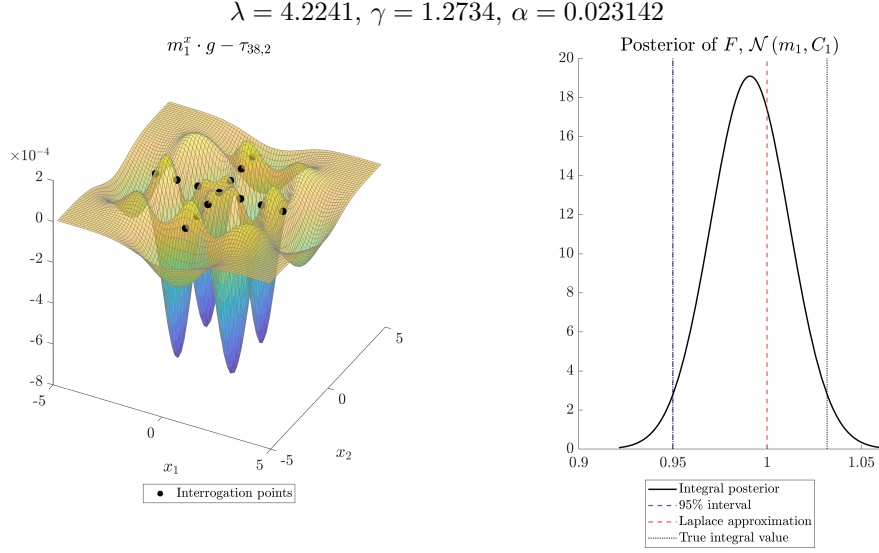 λ = 4.2241, γ = 1.2734, α = 0.023142
m₁ˣ · g − τ₃₈,₂
×10⁻⁴
2
0
-2
-4
-6
-8
-5
0
5
x₁
-5
0
5
x₂
Interrogation points
Posterior of F, 𝒩 (m₁, C₁)
20
18
16
14
12
10
8
6
4
2
0
0.9
0.95
1
1.05
Integral posterior
95% interval
Laplace approximation
True integral value